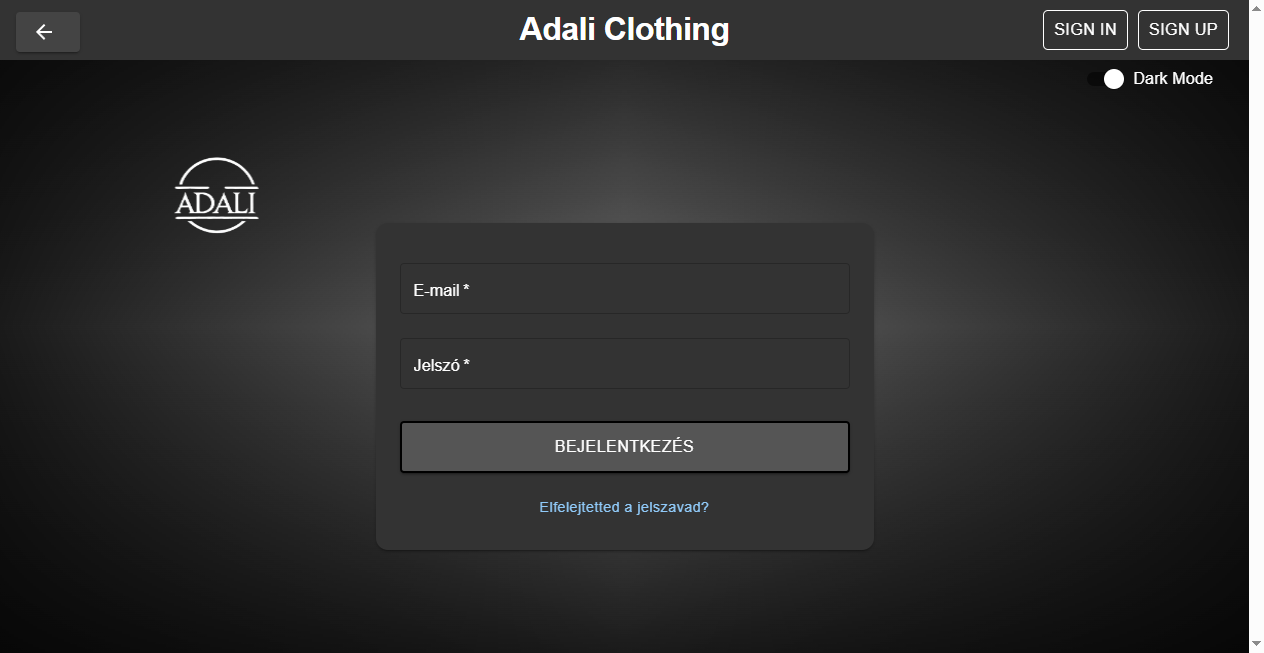 Adali Clothing
SIGN IN
SIGN UP
Dark Mode
ADALI
E-mail *
Jelszó *
BEJELENTKEZÉS
Elfelejtetted a jelszavad?